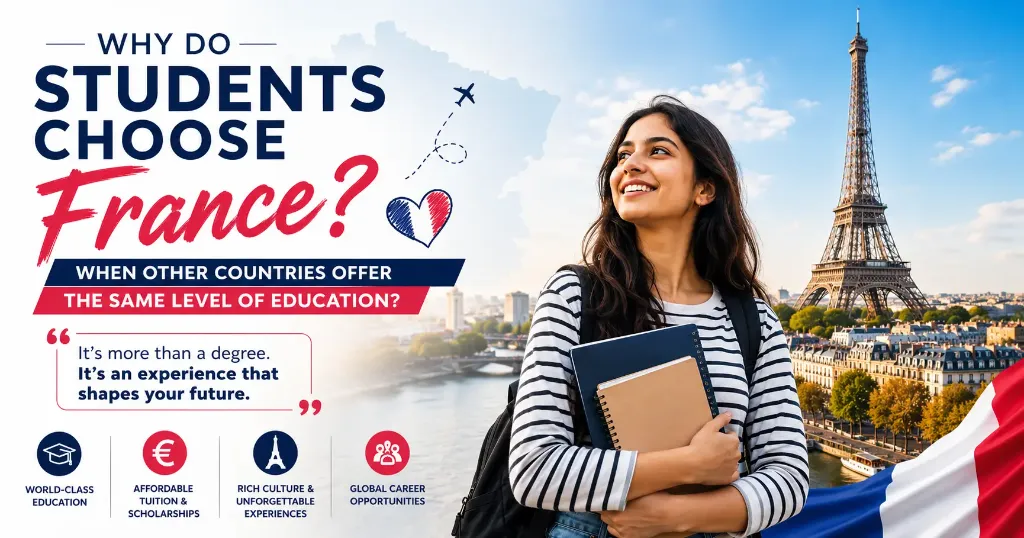 WHY DO
STUDENTS
CHOOSE
France?
WHEN OTHER COUNTRIES OFFER
THE SAME LEVEL OF EDUCATION?
“It's more than a degree.
It's an experience that
shapes your future.”
WORLD-CLASS
EDUCATION
€
AFFORDABLE
TUITION &
SCHOLARSHIPS
RICH CULTURE &
UNFORGETTABLE
EXPERIENCES
GLOBAL CAREER
OPPORTUNITIES